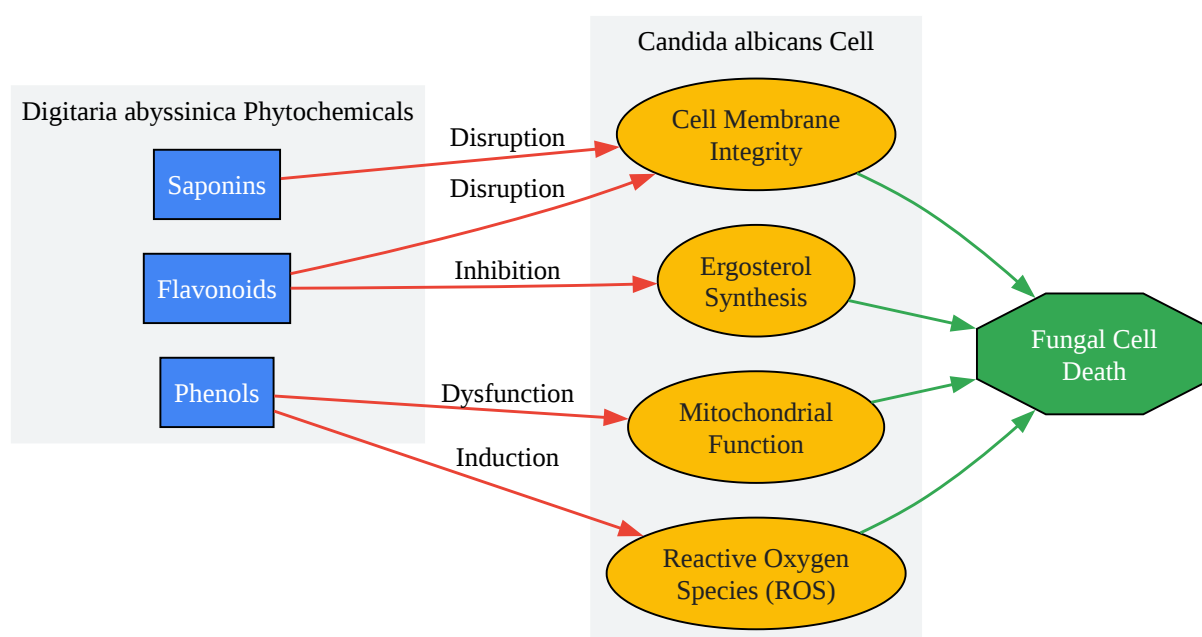 Candida albicans Cell
Digitaria abyssinica Phytochemicals
Saponins
Flavonoids
Phenols
Disruption
Disruption
Inhibition
Dysfunction
Induction
Cell Membrane
Integrity
Ergosterol
Synthesis
Mitochondrial
Function
Reactive Oxygen
Species (ROS)
Fungal Cell
Death